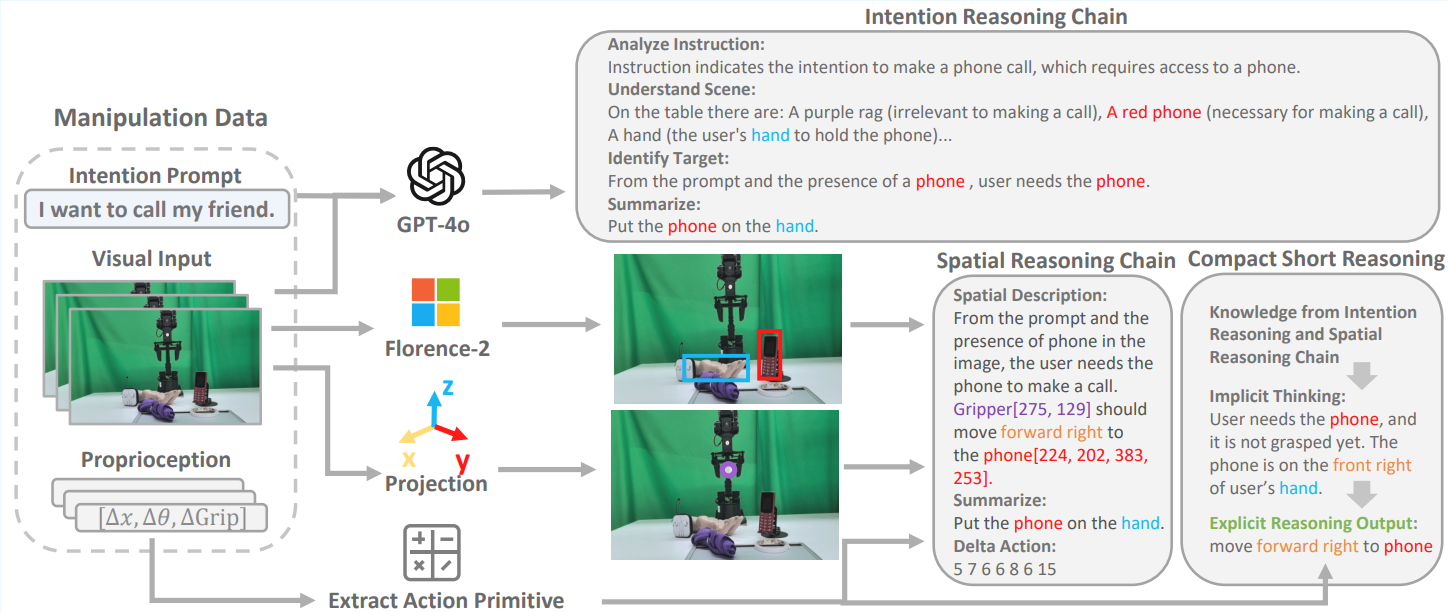 Intention Reasoning Chain
Analyze Instruction:
Instruction indicates the intention to make a phone call, which requires access to a phone.
Understand Scene:
On the table there are: A purple rag (irrelevant to making a call), A red phone (necessary for making a call),
A hand (the user's hand to hold the phone)...
Identify Target:
From the prompt and the presence of a phone , user needs the phone.
Summarize:
Put the phone on the hand.
Manipulation Data
Intention Prompt
I want to call my friend.
Visual Input
Proprioception
[Δx, Δθ, ΔGrip]
GPT-4o
Florence-2
z
x
y
Projection
Extract Action Primitive
Spatial Reasoning Chain
Spatial Description:
From the prompt and the
presence of phone in the
image, the user needs the
phone to make a call.
Gripper[275, 129] should
move forward right to
the phone[224, 202, 383,
253].
Summarize:
Put the phone on the hand.
Delta Action:
5 7 6 6 8 6 15
Compact Short Reasoning
Knowledge from Intention
Reasoning and Spatial
Reasoning Chain
Implicit Thinking:
User needs the phone, and
it is not grasped yet. The
phone is on the front right
of user's hand.
Explicit Reasoning Output:
move forward right to phone